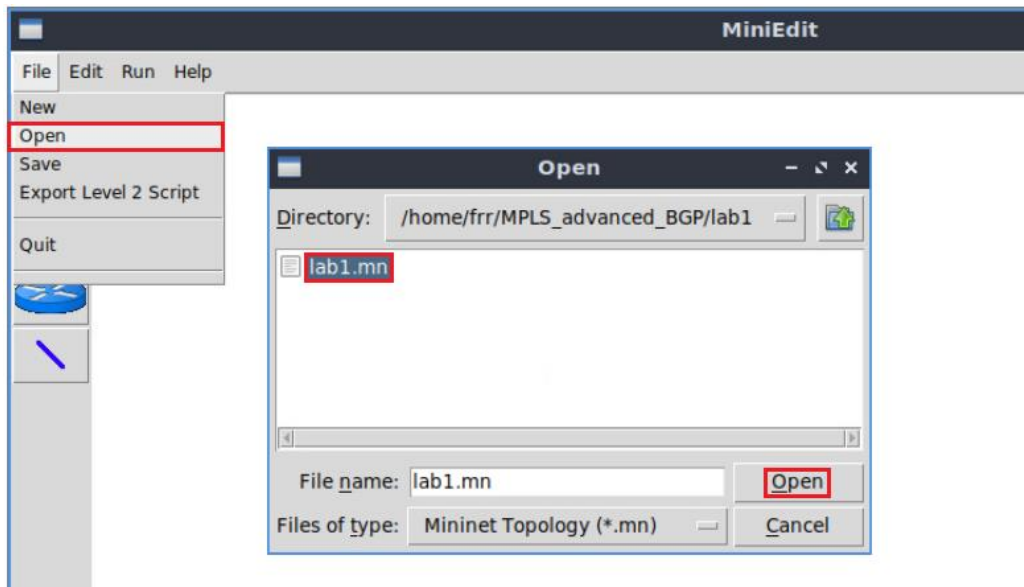 MiniEdit
File Edit Run Help
New
Open
Save
Export Level 2 Script
Quit
Open
Directory: /home/frr/MPLS_advanced_BGP/lab1
lab1.mn
File name: lab1.mn
Open
Files of type: Mininet Topology (*.mn)
Cancel